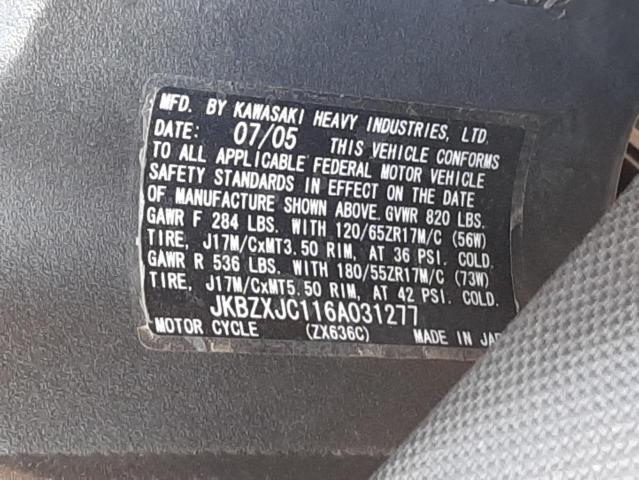 MFD. BY KAWASAKI HEAVY INDUSTRIES, LTD.
DATE: 07/05 THIS VEHICLE CONFORMS
TO ALL APPLICABLE FEDERAL MOTOR VEHICLE
SAFETY STANDARDS IN EFFECT ON THE DATE
OF MANUFACTURE SHOWN ABOVE. GVWR 820 LBS.
GAWR F 284 LBS. WITH 120/65ZR17M/C (56W)
TIRE, J17M/CxMT3.50 RIM, AT 36 PSI. COLD.
GAWR R 536 LBS. WITH 180/55ZR17M/C (73W)
TIRE, J17M/CxMT5.50 RIM, AT 42 PSI. COLD.
JKBZXJC116A031277
MOTOR CYCLE (ZX636C) MADE IN